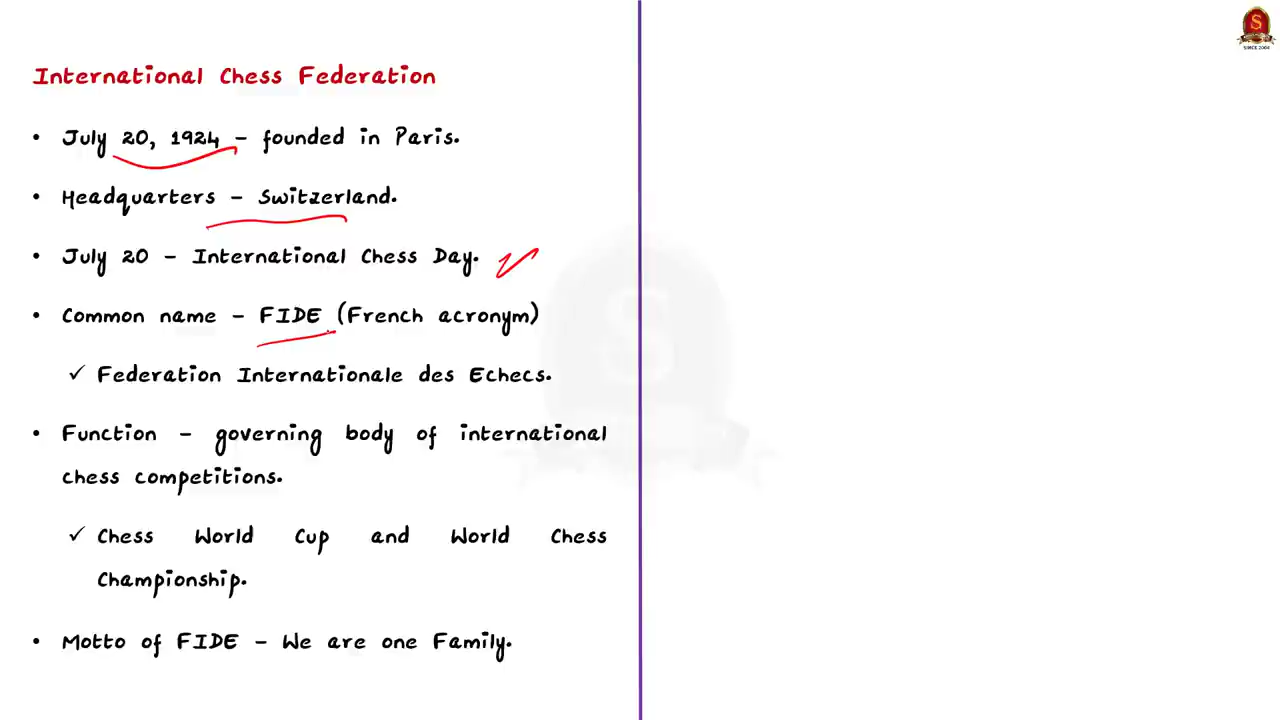 International Chess Federation
• July 20, 1924 – founded in Paris.
• Headquarters – Switzerland.
• July 20 – International Chess Day.
• Common name – FIDE (French acronym)
✓ Federation Internationale des Echecs.
• Function – governing body of international
chess competitions.
✓ Chess World Cup and World Chess
Championship.
• Motto of FIDE – We are one Family.
S
SINCE 2004